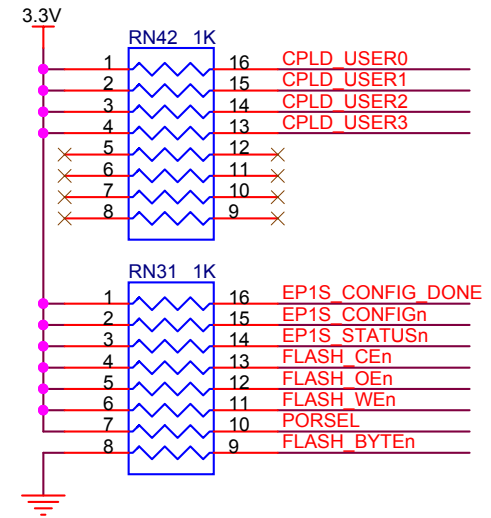 3.3V
RN42 1K
1 16 CPLD_USER0
2 15 CPLD_USER1
3 14 CPLD_USER2
4 13 CPLD_USER3
5 12
6 11
7 10
8 9
RN31 1K
1 16 EP1S_CONFIG_DONE
2 15 EP1S_CONFIGn
3 14 EP1S_STATUSn
4 13 FLASH_CEn
5 12 FLASH_OEn
6 11 FLASH_WEn
7 10 PORSEL
8 9 FLASH_BYTEn